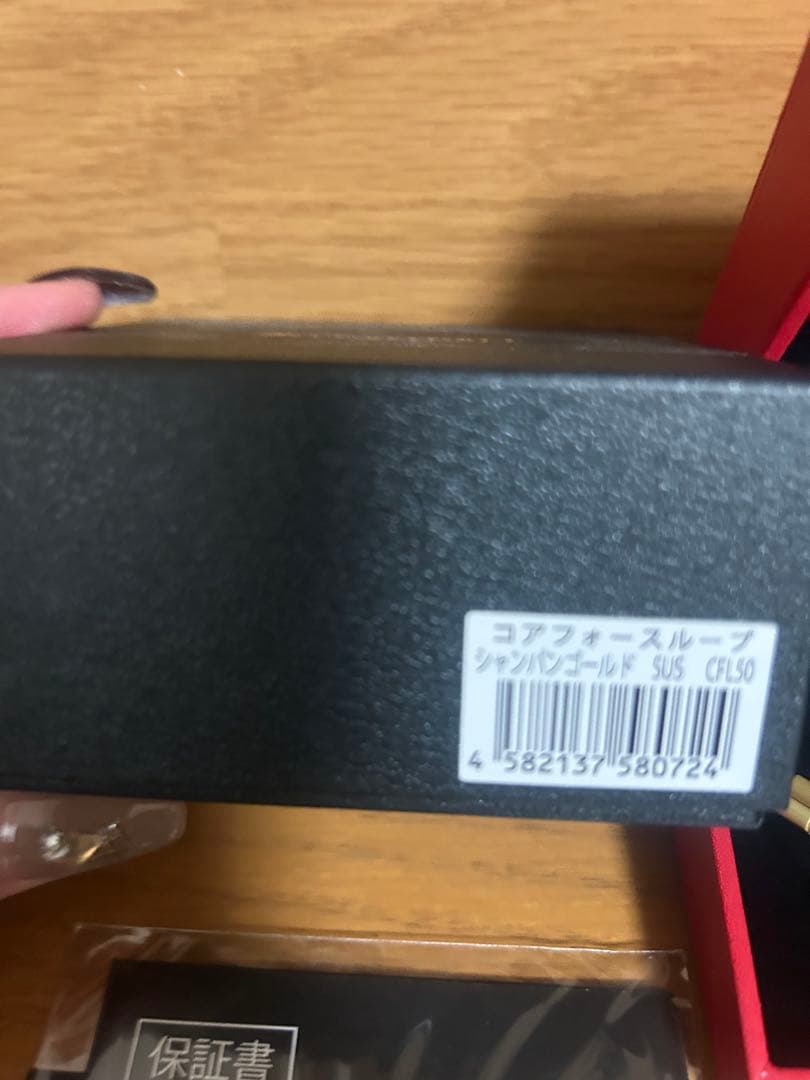 コアフォースループ
シャンパンゴールド SUS CFL50
4 582137 580724
保証書